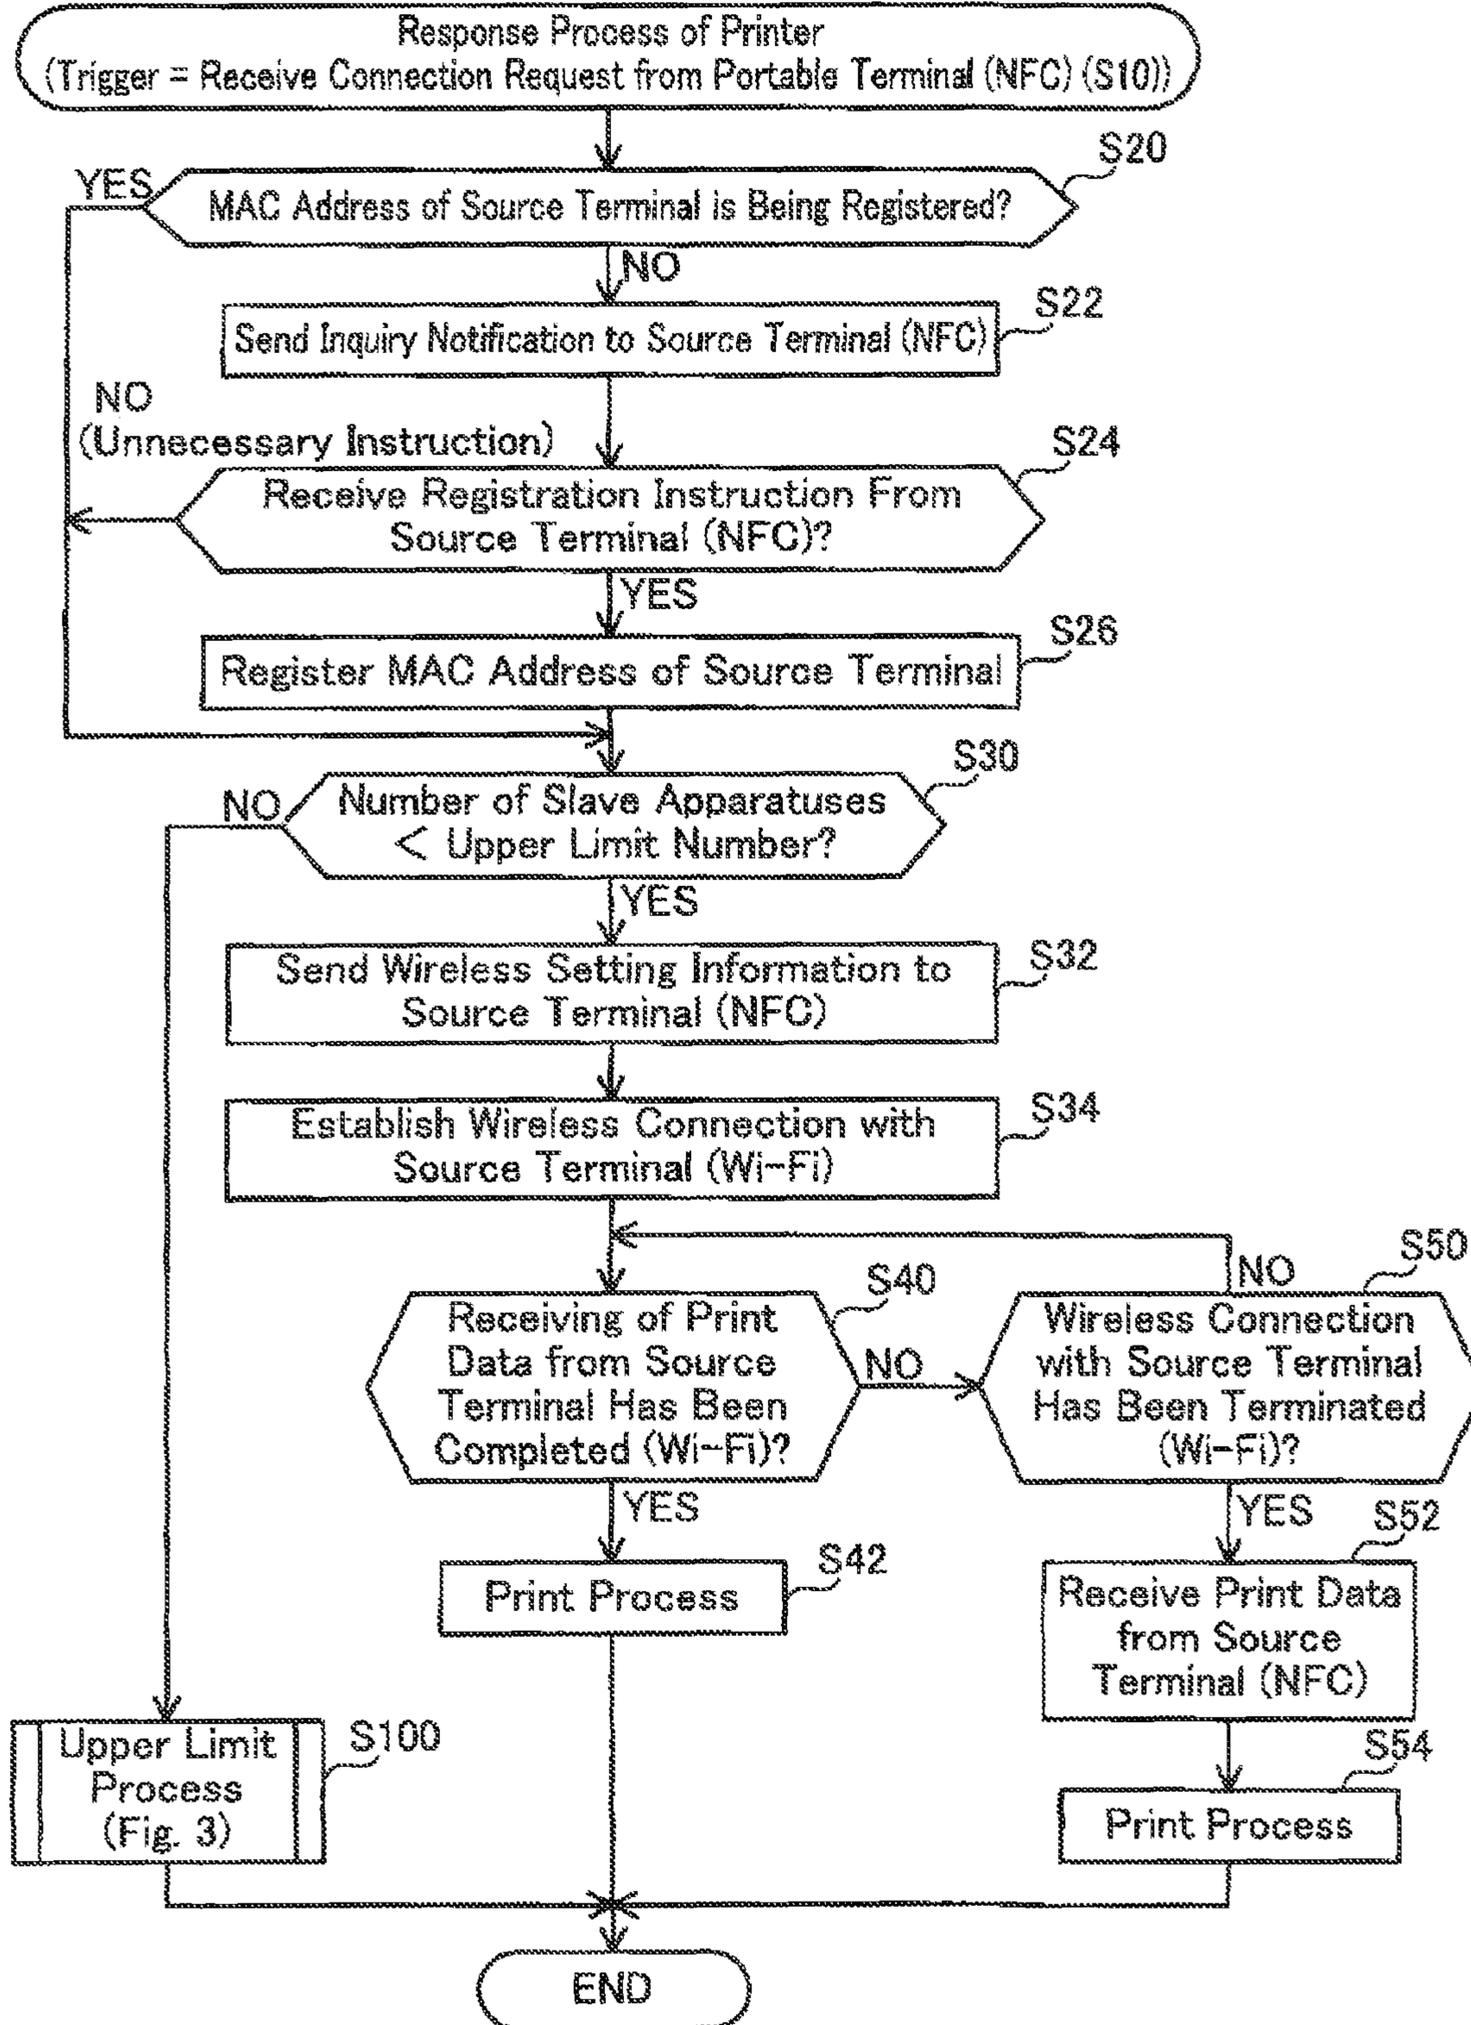 Response Process of Printer
(Trigger = Receive Connection Request from Portable Terminal (NFC) (S10))
S20
YES
MAC Address of Source Terminal is Being Registered?
NO
S22
Send Inquiry Notification to Source Terminal (NFC)
NO
(Unnecessary Instruction)
S24
Receive Registration Instruction From
Source Terminal (NFC)?
YES
S26
Register MAC Address of Source Terminal
S30
NO
Number of Slave Apparatuses
< Upper Limit Number?
YES
S32
Send Wireless Setting Information to
Source Terminal (NFC)
S34
Establish Wireless Connection with
Source Terminal (Wi-Fi)
S40
Receiving of Print
Data from Source
Terminal Has Been
Completed (Wi-Fi)?
NO
S50
NO
Wireless Connection
with Source Terminal
Has Been Terminated
(Wi-Fi)?
YES
S42
Print Process
YES
S52
Receive Print Data
from Source
Terminal (NFC)
S100
Upper Limit
Process
(Fig. 3)
S54
Print Process
END